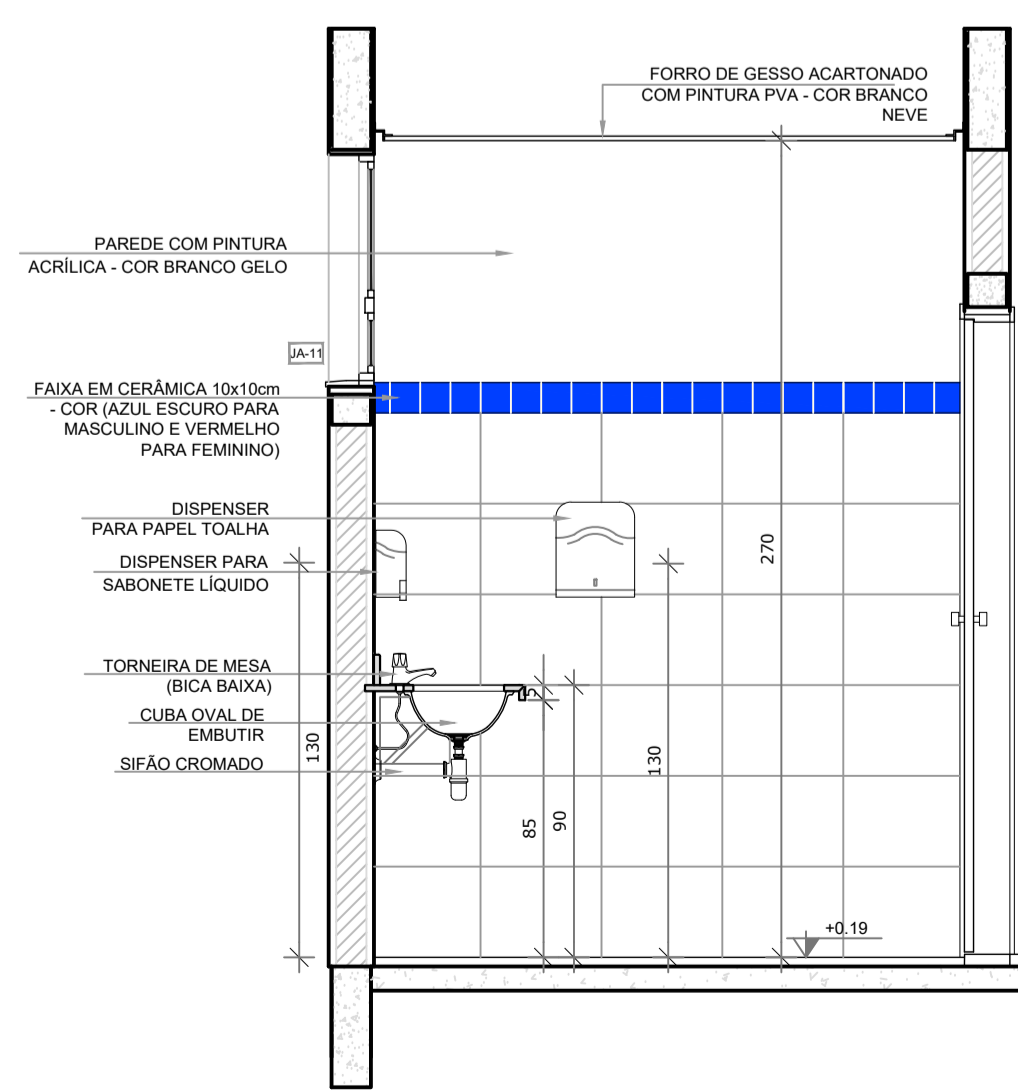 FORRO DE GESSO ACARTONADO
COM PINTURA PVA - COR BRANCO
NEVE
PAREDE COM PINTURA
ACRÍLICA - COR BRANCO GELO
JA-11
FAIXA EM CERÂMICA 10x10cm
- COR (AZUL ESCURO PARA
MASCULINO E VERMELHO
PARA FEMININO)
DISPENSER
PARA PAPEL TOALHA
DISPENSER PARA
SABONETE LÍQUIDO
270
TORNEIRA DE MESA
(BICA BAIXA)
5
CUBA OVAL DE
EMBUTIR
SIFÃO CROMADO
130
130
85
90
+0.19